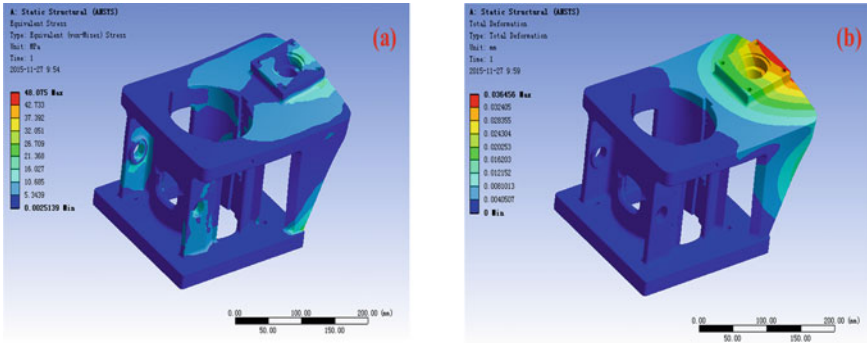 A: Static Structural (ANSYS)
Equivalent Stress
Type: Equivalent (von-Mises) Stress
Unit: MPa
Time: 1
2015-11-27 9:54
(a)
48.075 Max
42.733
37.392
32.051
26.709
21.368
16.027
10.685
5.3439
0.0025139 Min
0.00 100.00 200.00 (mm)
50.00 150.00
A: Static Structural (ANSYS)
Total Deformation
Type: Total Deformation
Unit: mm
Time: 1
2015-11-27 9:59
(b)
0.036456 Max
0.032405
0.028355
0.024304
0.020253
0.016203
0.012152
0.0081013
0.0040507
0 Min
0.00 100.00 200.00 (mm)
50.00 150.00